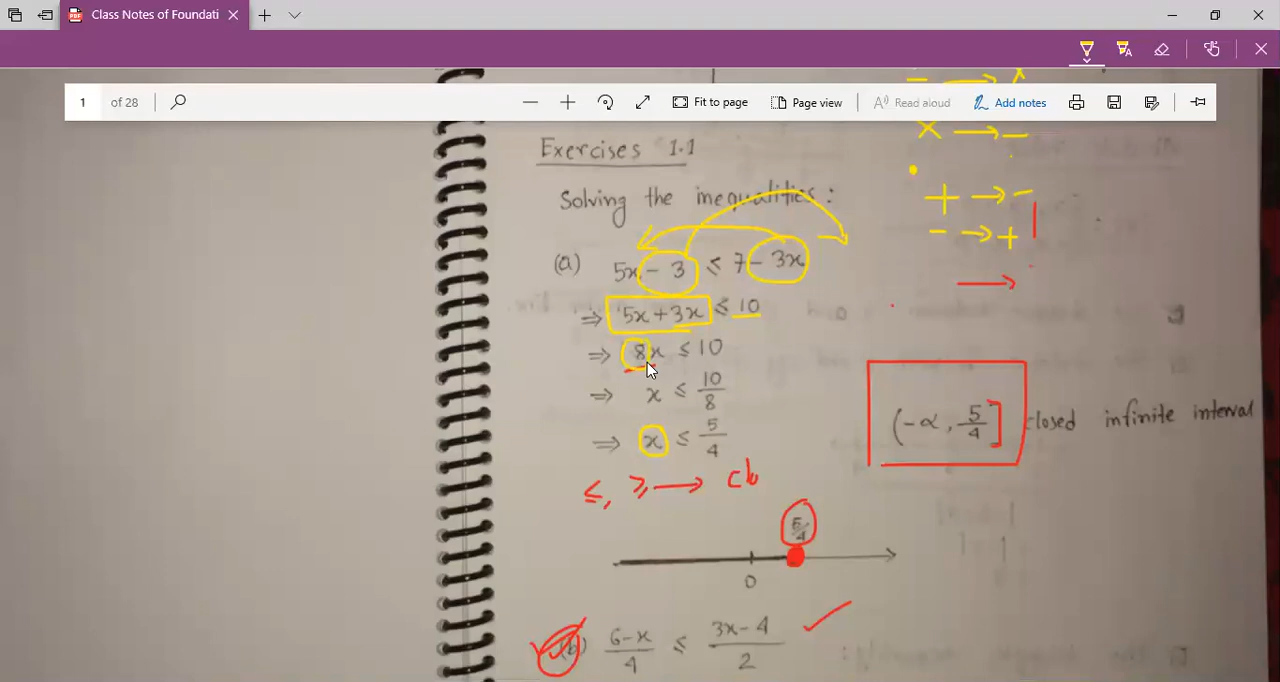 Class Notes of Foundati
1 of 28
Fit to page
Page view
Read aloud
Add notes
− → ×
× → −
+ → −
− → +
Exercises 1.1
Solving the inequalities:
(a) 5x − 3 ≤ 7 − 3x
⇒ 5x + 3x ≤ 10
⇒ 8x ≤ 10
⇒ x ≤ 10/8
⇒ x ≤ 5/4
(-α, 5/4] closed infinite interval
≤, ≥, →
5/4
0
(b) 6-x/4 ≤ 3x-4/2